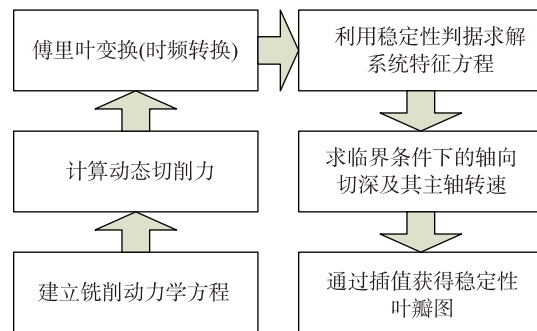 傅里叶变换(时频转换)
利用稳定性判据求解
系统特征方程
计算动态切削力
求临界条件下的轴向
切深及其主轴转速
建立铣削动力学方程
通过插值获得稳定性
叶瓣图